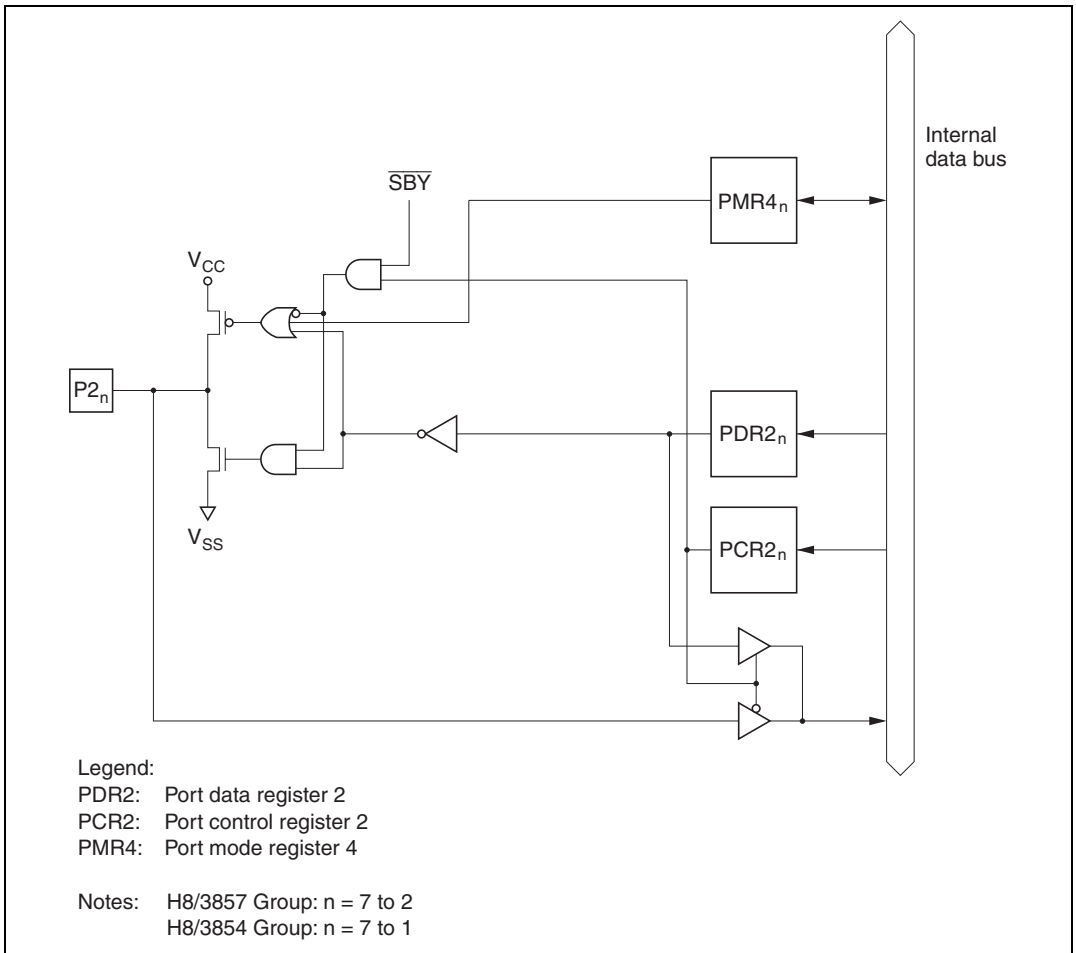 Internal
data bus
SBY
PMR4n
VCC
P2n
PDR2n
VSS
PCR2n
Legend:
PDR2: Port data register 2
PCR2: Port control register 2
PMR4: Port mode register 4
Notes: H8/3857 Group: n = 7 to 2
H8/3854 Group: n = 7 to 1